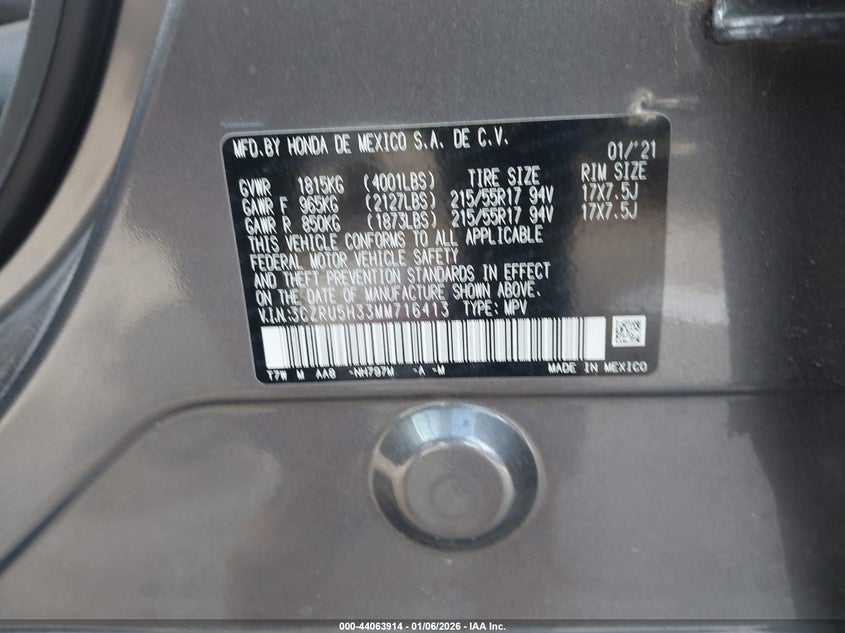 MFD. BY HONDA DE MEXICO S.A. DE C.V. 01/'21
GVWR 1815KG (4001LBS) TIRE SIZE RIM SIZE
GAWR F 965KG (2127LBS) 215/55R17 94V 17X7.5J
GAWR R 850KG (1873LBS) 215/55R17 94V 17X7.5J
THIS VEHICLE CONFORMS TO ALL APPLICABLE
FEDERAL MOTOR VEHICLE SAFETY
AND THEFT PREVENTION STANDARDS IN EFFECT
ON THE DATE OF MANUFACTURE SHOWN ABOVE.
V.I.N:3CZRU5H33MM716413 TYPE: MPV
T7W M AA0 -NH797M -A -M MADE IN MEXICO
000-44063914 - 01/06/2026 - IAA Inc.